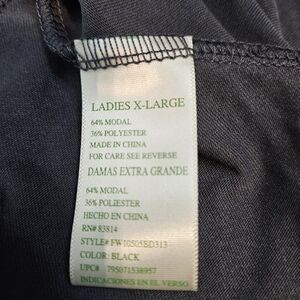 LADIES X-LARGE
64% MODAL
36% POLYESTER
MADE IN CHINA
FOR CARE SEE REVERSE
DAMAS EXTRA GRANDE
64% MODAL
36% POLIESTER
HECHO EN CHINA
RN# 83814
STYLE# FW10505BD313
COLOR: BLACK
UPC# 795071538957
INDICACIONES EN EL VERSO